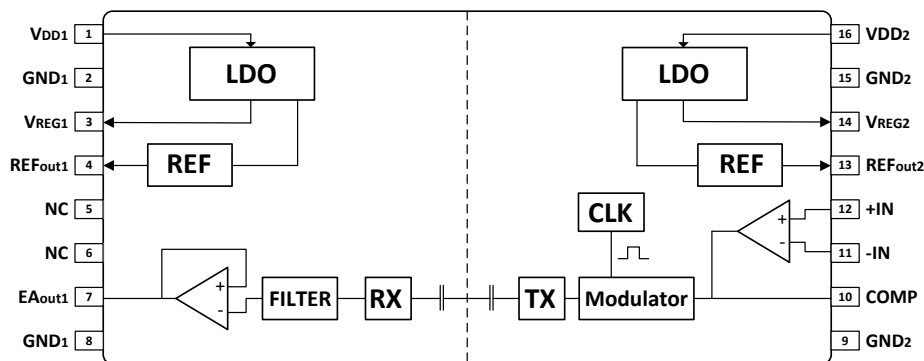 VDD1 1 16 VDD2
LDO LDO
GND1 2 15 GND2
VREG1 3 14 VREG2
REFout1 4 REF REF 13 REFout2
NC 5 CLK 12 +IN
+
-
NC 6 11 -IN
+
-
EAout1 7 FILTER RX TX Modulator 10 COMP
GND1 8 9 GND2